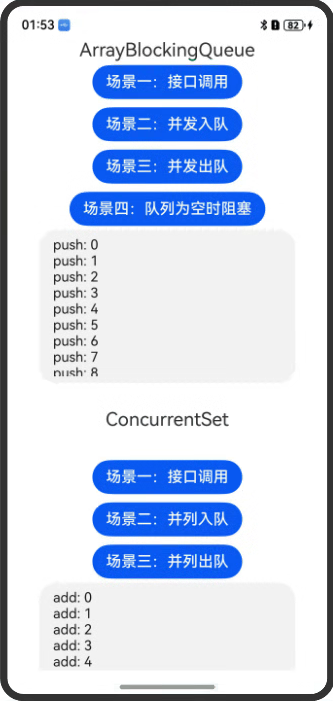 01:53 82
ArrayBlockingQueue
场景一：接口调用
场景二：并发入队
场景三：并发出队
场景四：队列为空时阻塞
push: 0
push: 1
push: 2
push: 3
push: 4
push: 5
push: 6
push: 7
push: 8
ConcurrentSet
场景一：接口调用
场景二：并列入队
场景三：并列出队
add: 0
add: 1
add: 2
add: 3
add: 4